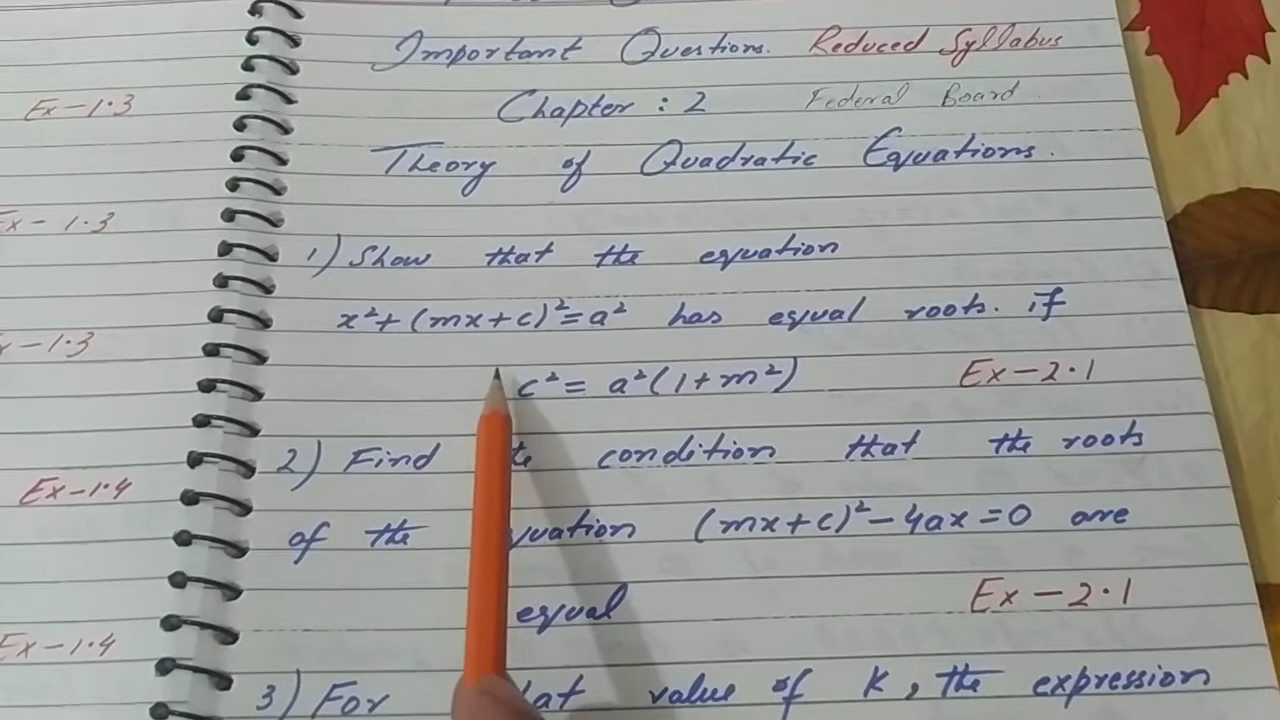 Important Questions. Reduced Syllabus
Chapter : 2 Federal Board
Theory of Quadratic Equations.
1) Show that the equation
x²+(mx+c)²=a² has equal roots. if
c²= a²(1+m²) Ex-2.1
2) Find condition that the roots
of the (mx+c)²-4ax=0 are
equal Ex-2.1
3) For value of K, the expression
Ex-1.3
Ex-1.3
-1.3
Ex-1.4
Ex-1.4